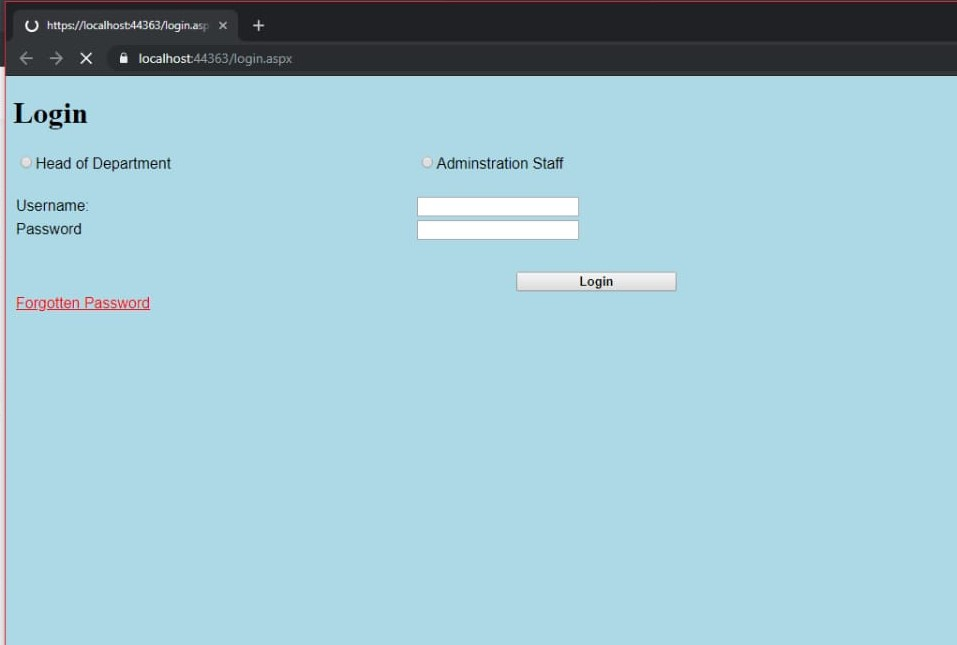 https://localhost:44363/login.asp
localhost:44363/login.aspx
Login
Head of Department Adminstration Staff
Username:
Password
Login
Forgotten Password